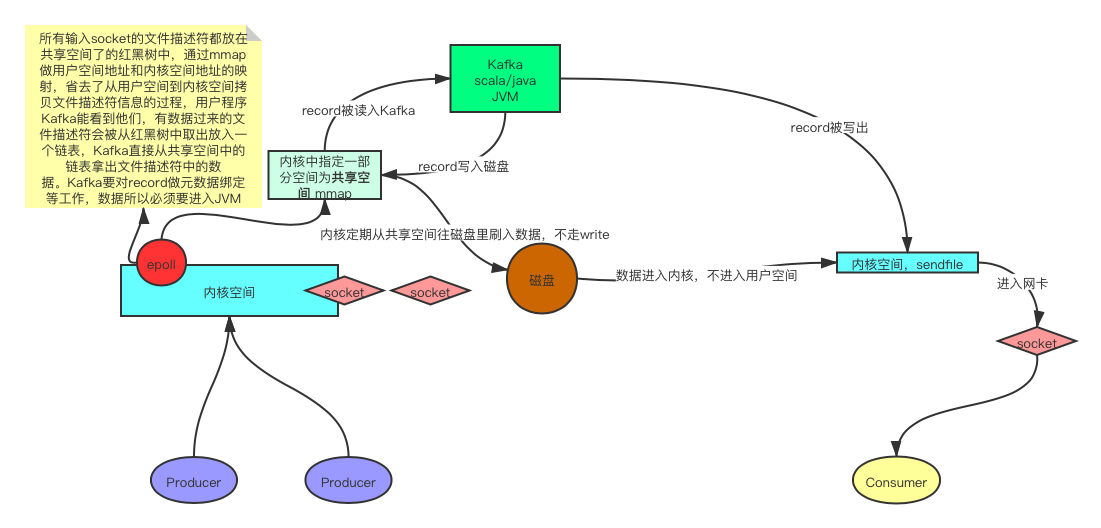 所有输入socket的文件描述符都放在
共享空间了的红黑树中，通过mmap
做用户空间地址和内核空间地址的映
射，省去了从用户空间到内核空间拷
贝文件描述符信息的过程，用户程序
Kafka能看到他们，有数据过来的文
件描述符会被从红黑树中取出放入一
个链表，Kafka直接从共享空间中的
链表拿出文件描述符中的数
据。Kafka要对record做元数据绑定
等工作，数据所以必须要进入JVM
Kafka
scala/java
JVM
record被读入Kafka
record被写出
内核中指定一部
分空间为共享空
间 mmap
record写入磁盘
内核定期从共享空间往磁盘里刷入数据，不走write
epoll
内核空间
socket
socket
磁盘
数据进入内核，不进入用户空间
内核空间，sendfile
进入网卡
socket
Producer
Producer
Consumer